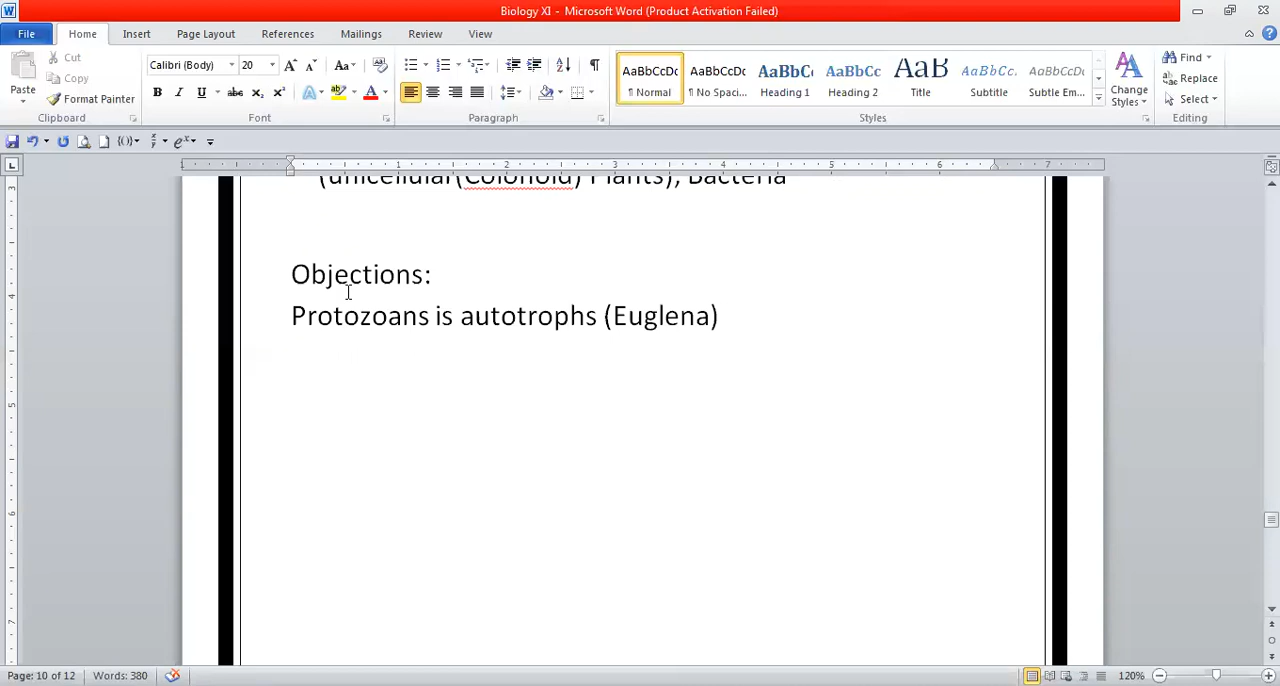 Biology XI - Microsoft Word (Product Activation Failed)
File Home Insert Page Layout References Mailings Review View
Cut
Copy
Paste
Format Painter
Clipboard
Calibri (Body) 20
Font
Paragraph
AaBbCcDc AaBbCcDc AaBbC AaBbCc AaB AaBbCc. AaBbCcDc
¶ Normal ¶ No Spaci... Heading 1 Heading 2 Title Subtitle Subtle Em...
Styles
Change
Styles
Find
Replace
Select
Editing
(unicellular(Colonoid) Plants), Bacteria
Objections:
Protozoans is autotrophs (Euglena)
Page: 10 of 12 Words: 380 120%